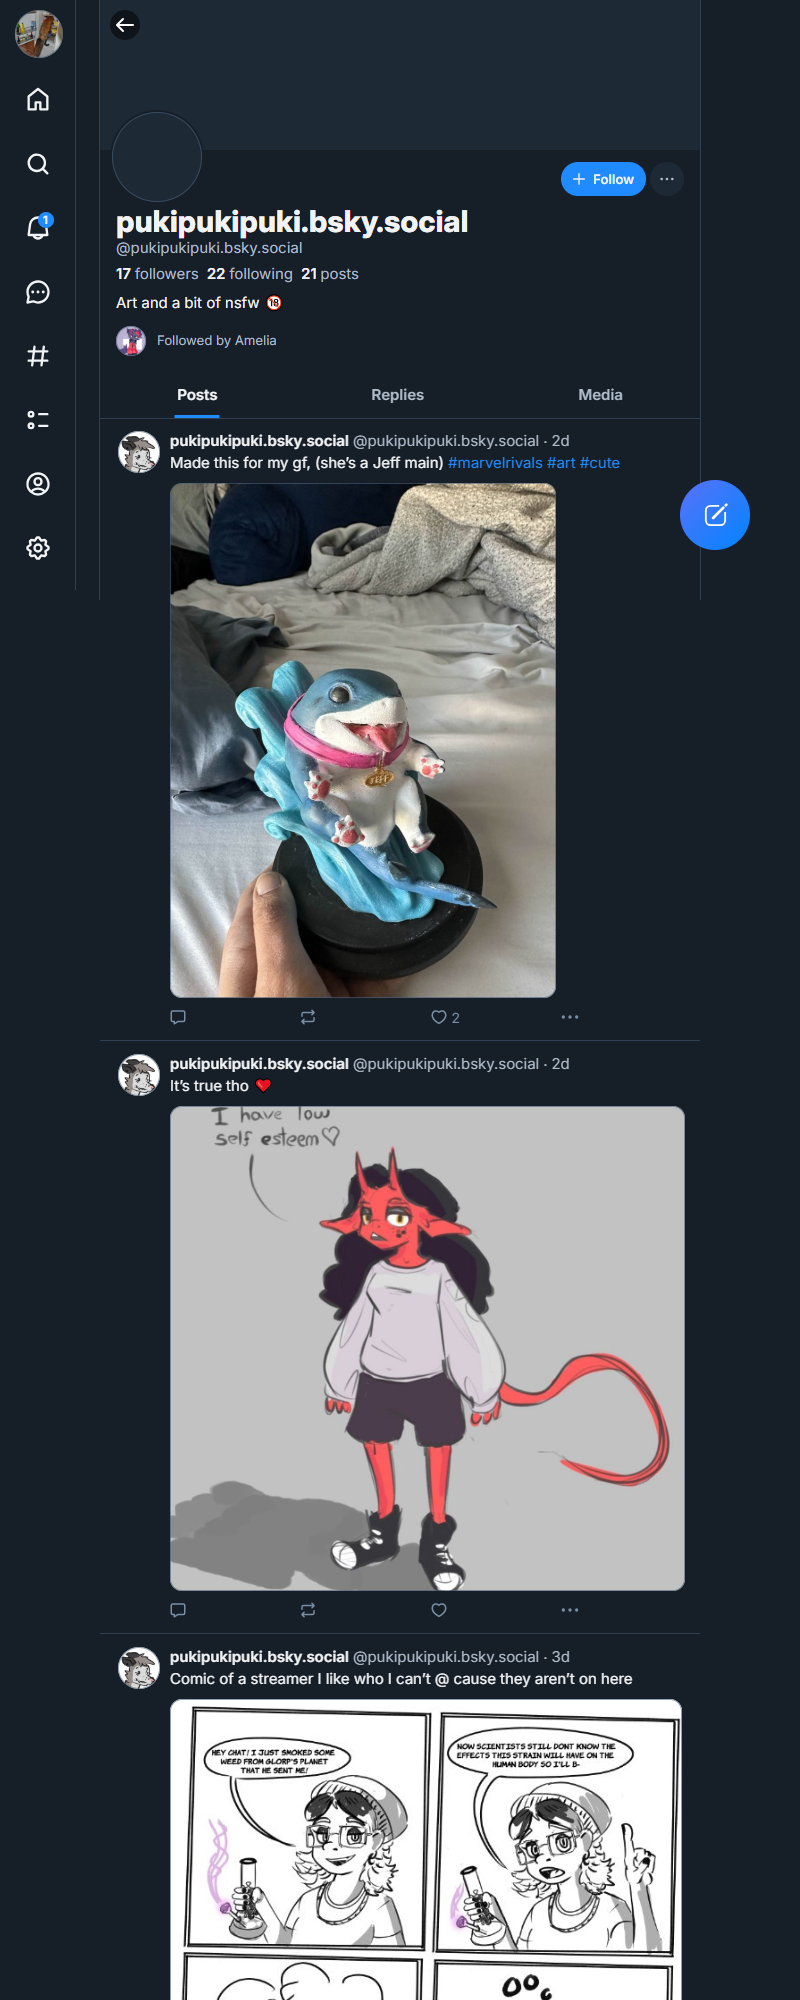 1
+ Follow
pukipukipuki.bsky.social
@pukipukipuki.bsky.social
17 followers 22 following 21 posts
Art and a bit of nsfw 🔞
Followed by Amelia
Posts Replies Media
pukipukipuki.bsky.social @pukipukipuki.bsky.social · 2d
Made this for my gf, (she's a Jeff main) #marvelrivals #art #cute
JEFF
2
pukipukipuki.bsky.social @pukipukipuki.bsky.social · 2d
It's true tho ❤️
I have low
self esteem♡
pukipukipuki.bsky.social @pukipukipuki.bsky.social · 3d
Comic of a streamer I like who I can't @ cause they aren't on here
HEY CHAT! I JUST SMOKED SOME
WEED FROM GLORP'S PLANET
THAT HE SENT ME!
NOW SCIENTISTS STILL DONT KNOW THE
EFFECTS THIS STRAIN WILL HAVE ON THE
HUMAN BODY SO I'LL B-